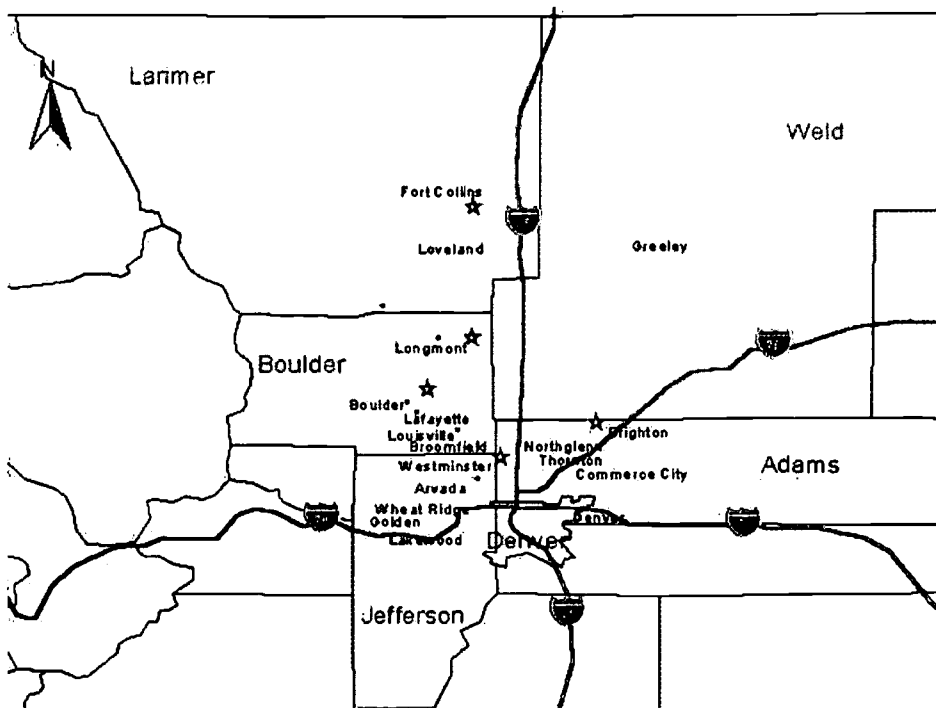 N
Larimer
Weld
Fort Collins
Loveland
Greeley
Longmont
Boulder
Boulder
Lafayette
Louisville
Broomfield
Brighton
Northglenn
Thornton
Westminster
Commerce City
Adams
Arvada
Wheat Ridge
Golden
Denver
Lakewood
Denver
Jefferson